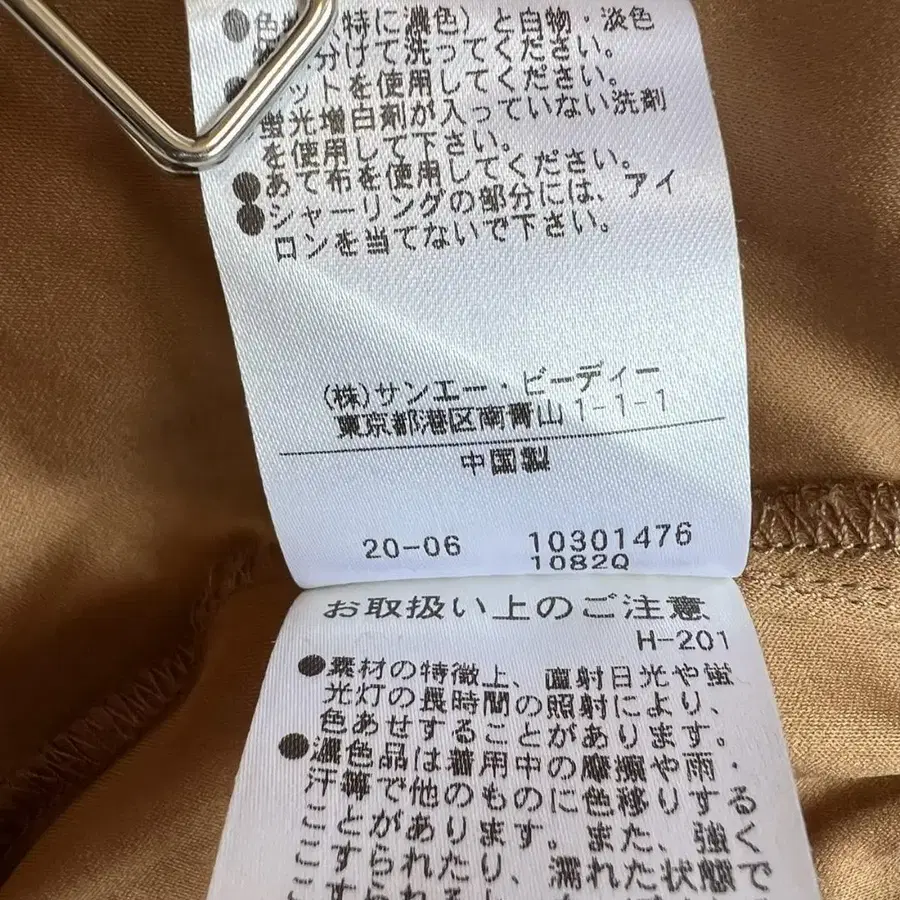 ●色 (特に濃色)と白物・淡色
分けて洗ってください。
ットを使用してください。
蛍光増白剤が入っていない洗剤
を使用して下さい。
●あて布を使用してください。
●シャーリングの部分には、アイ
ロンを当てないで下さい。
(株)サンエー・ビーディー
東京都港区南青山1-1-1
中国製
20-06 10301476
1082Q
お取扱い上のご注意
H-201
●素材の特徴上、直射日光や蛍
光灯の長時間の照射により、
色あせすることがあります。
●濃色品は着用中の摩擦や雨・
汗等で他のものに色移りする
ことがあります。また、強く
こすられたり、濡れた状態で